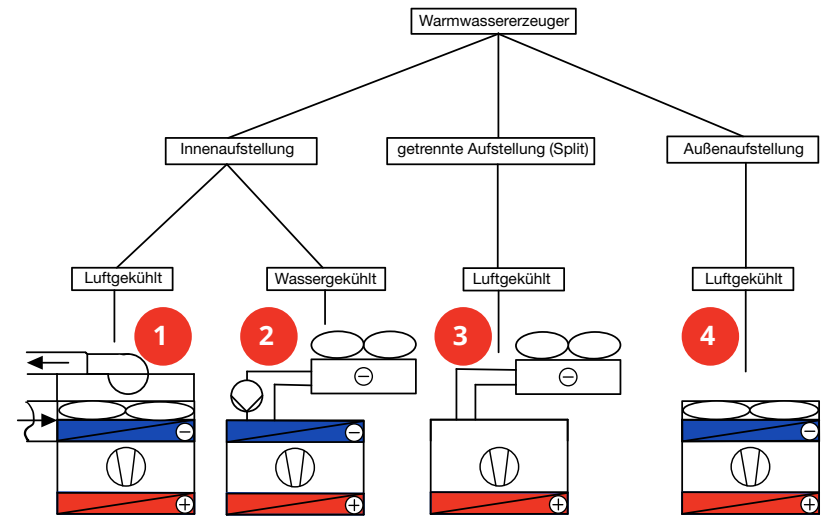 Warmwassererzeuger
Innenaufstellung
getrennte Aufstellung (Split)
Außenaufstellung
Luftgekühlt
Wassergekühlt
Luftgekühlt
Luftgekühlt
1
2
3
4